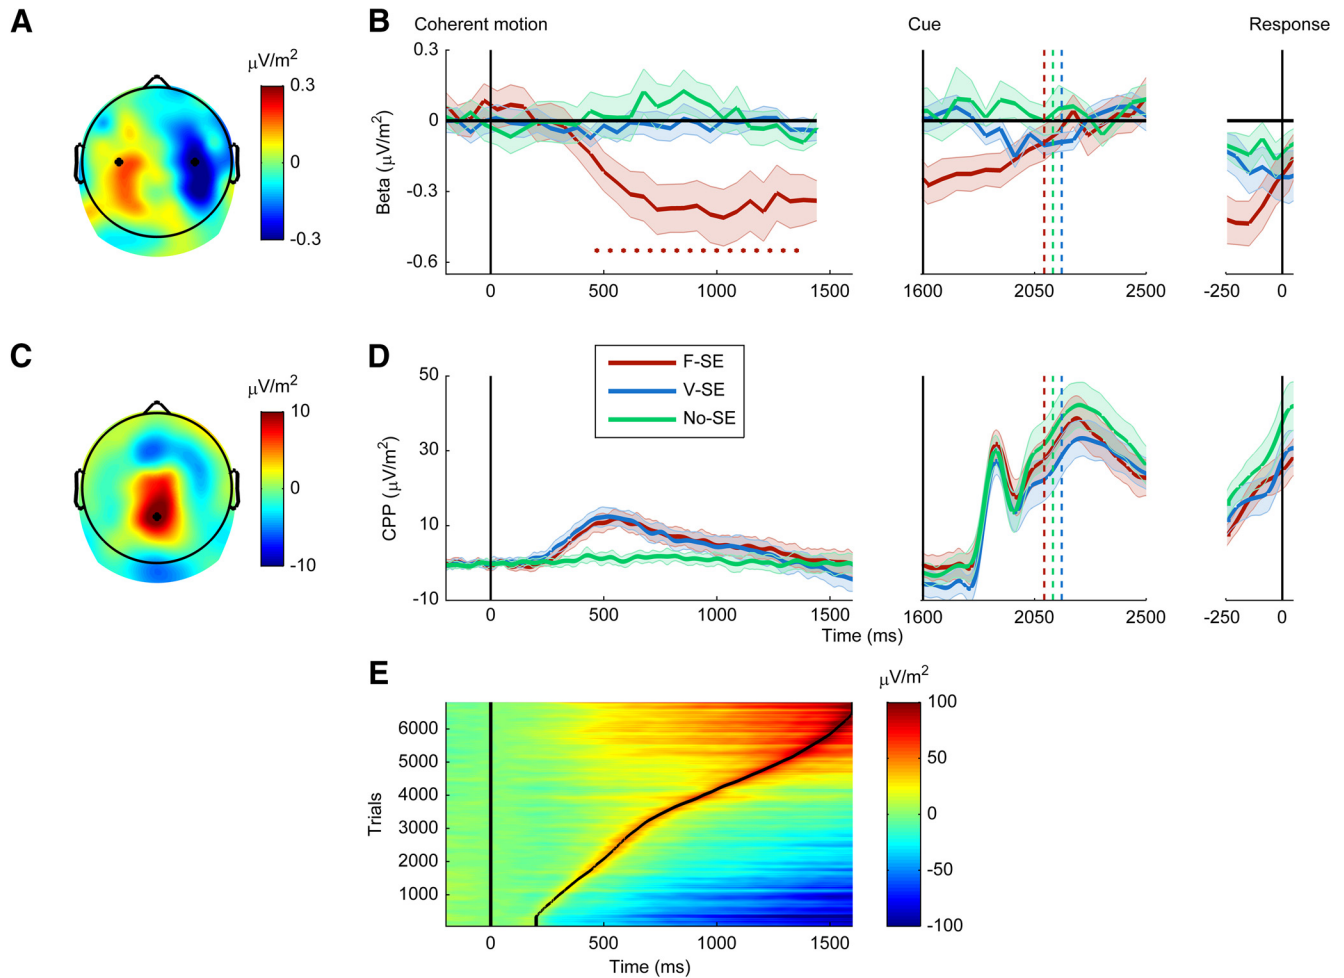 A
μV/m²
0.3
0
-0.3
B
Coherent motion
Cue
Response
Beta (μV/m²)
0.3
0
-0.3
-0.6
0
500
1000
1500
1600
2050
2500
-250
0
C
μV/m²
10
0
-10
D
F-SE
V-SE
No-SE
CPP (μV/m²)
50
30
10
-10
0
500
1000
1500
1600
2050
2500
-250
0
Time (ms)
E
μV/m²
100
50
0
-50
-100
Trials
6000
5000
4000
3000
2000
1000
0
500
1000
1500
Time (ms)